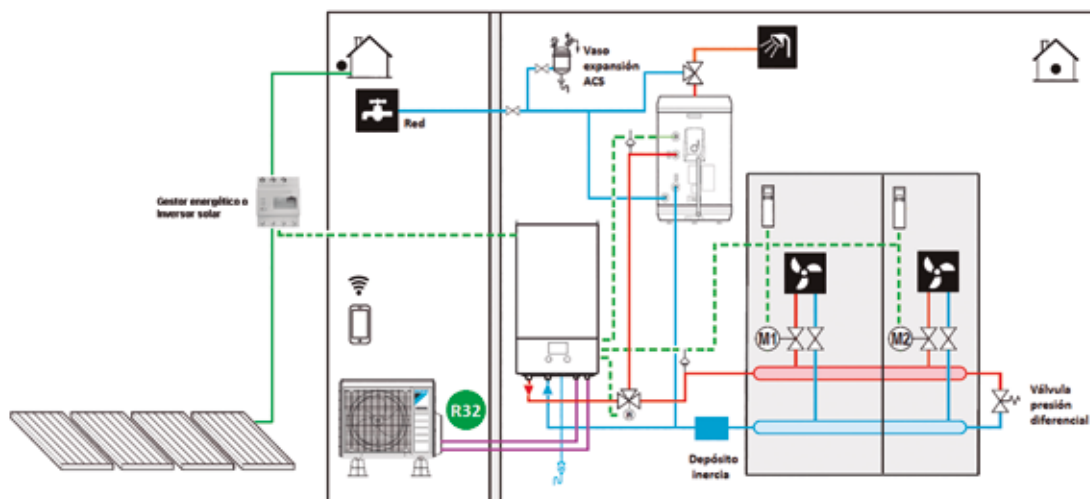 Vaso
expansión
ACS
Red
Gestor energético o
Inversor solar
R32
M1
M2
Válvula
presión
diferencial
Depósito
inercia